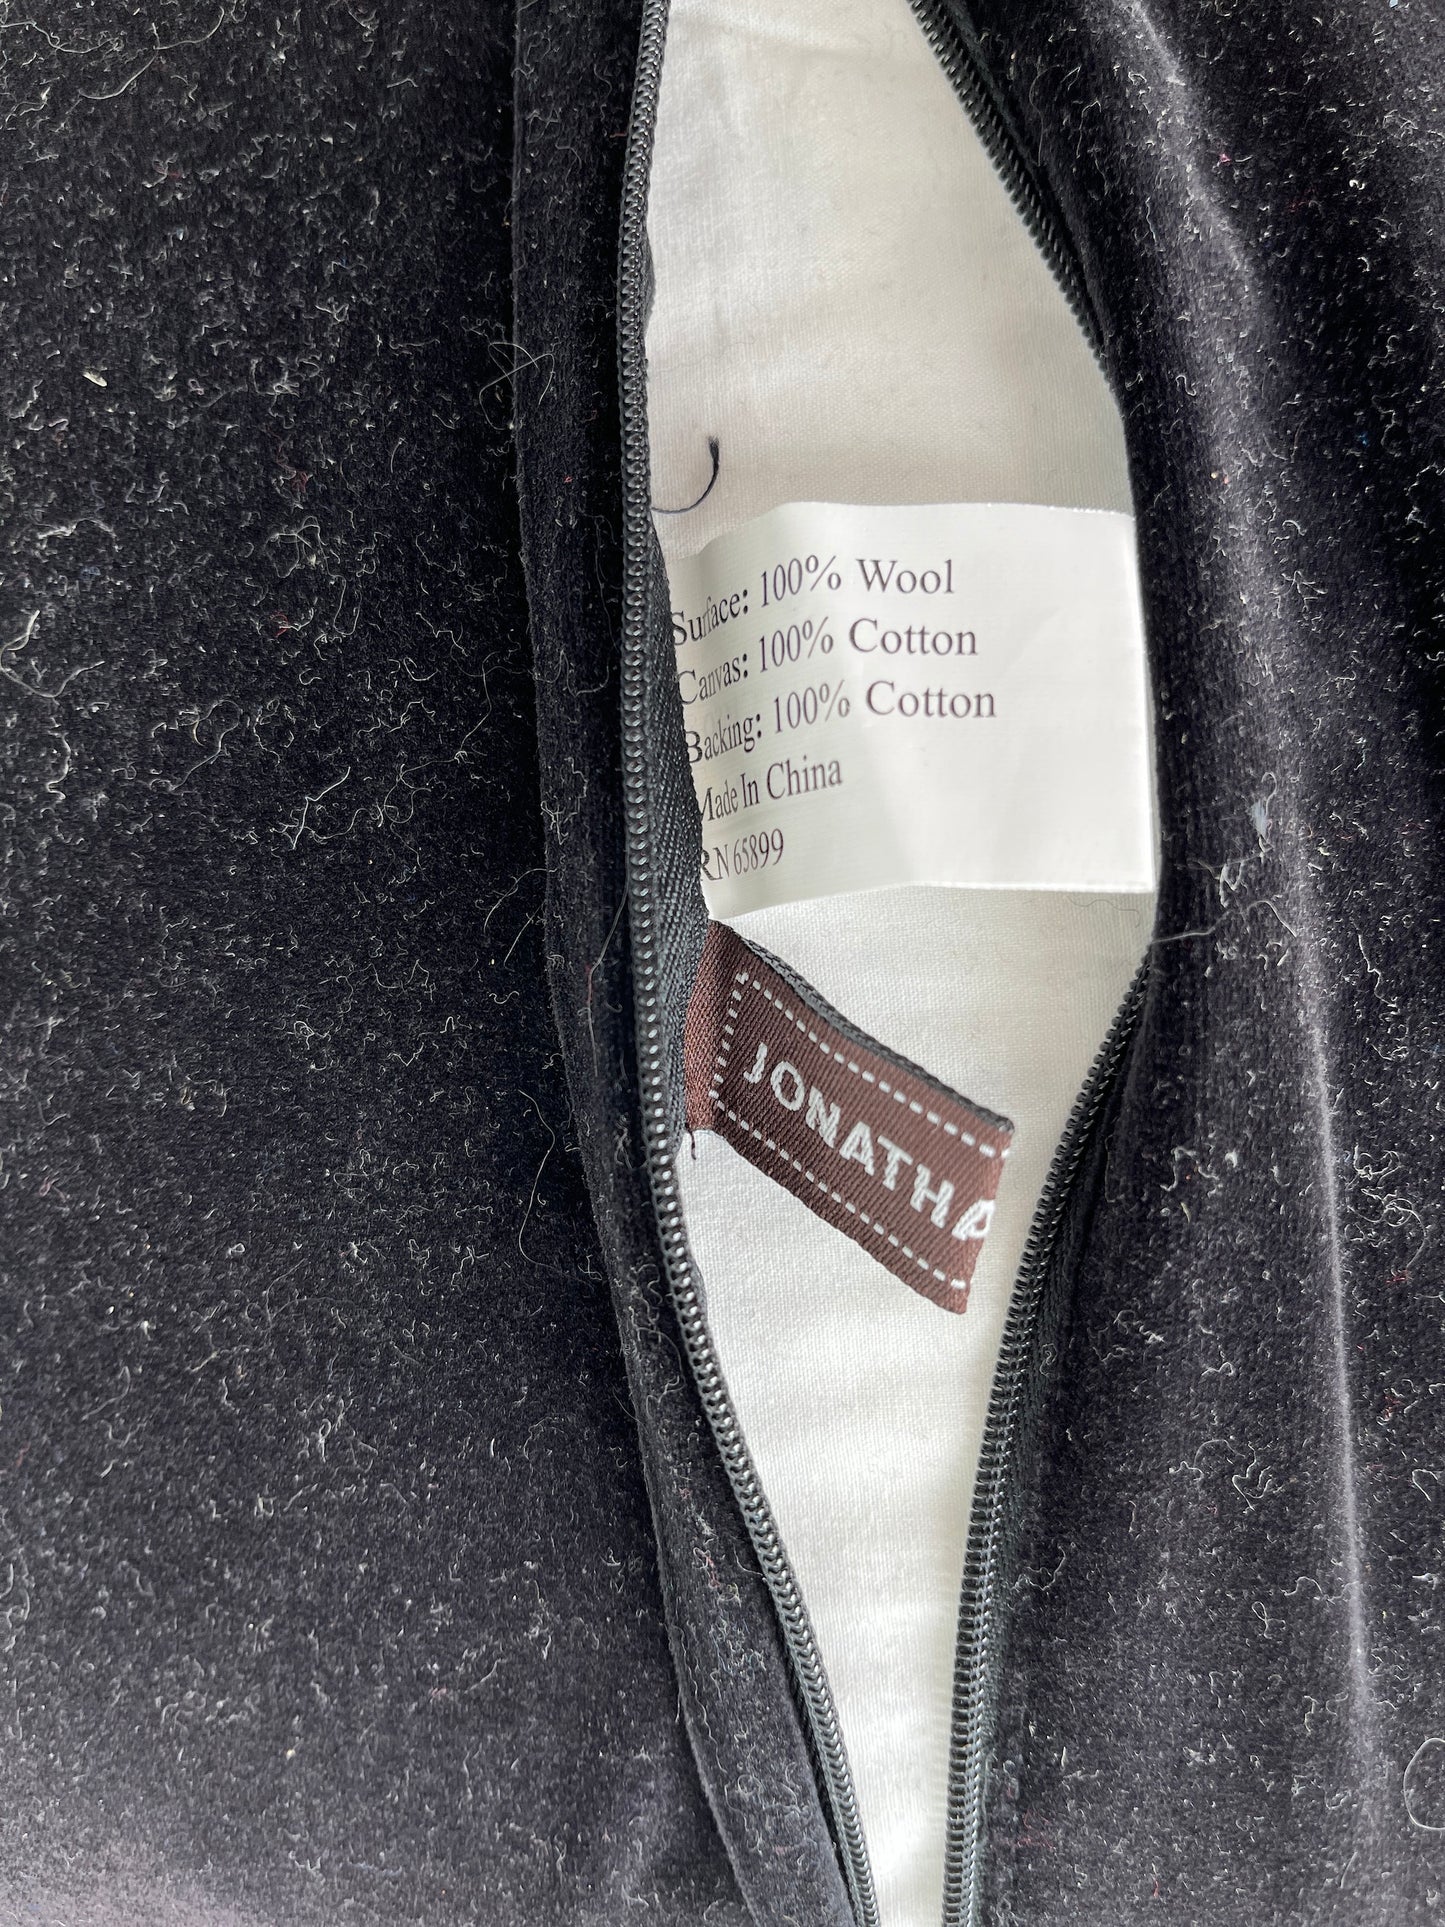 Surface: 100% Wool
Canvas: 100% Cotton
Backing: 100% Cotton
Made In China
RN 65899
JONATHA